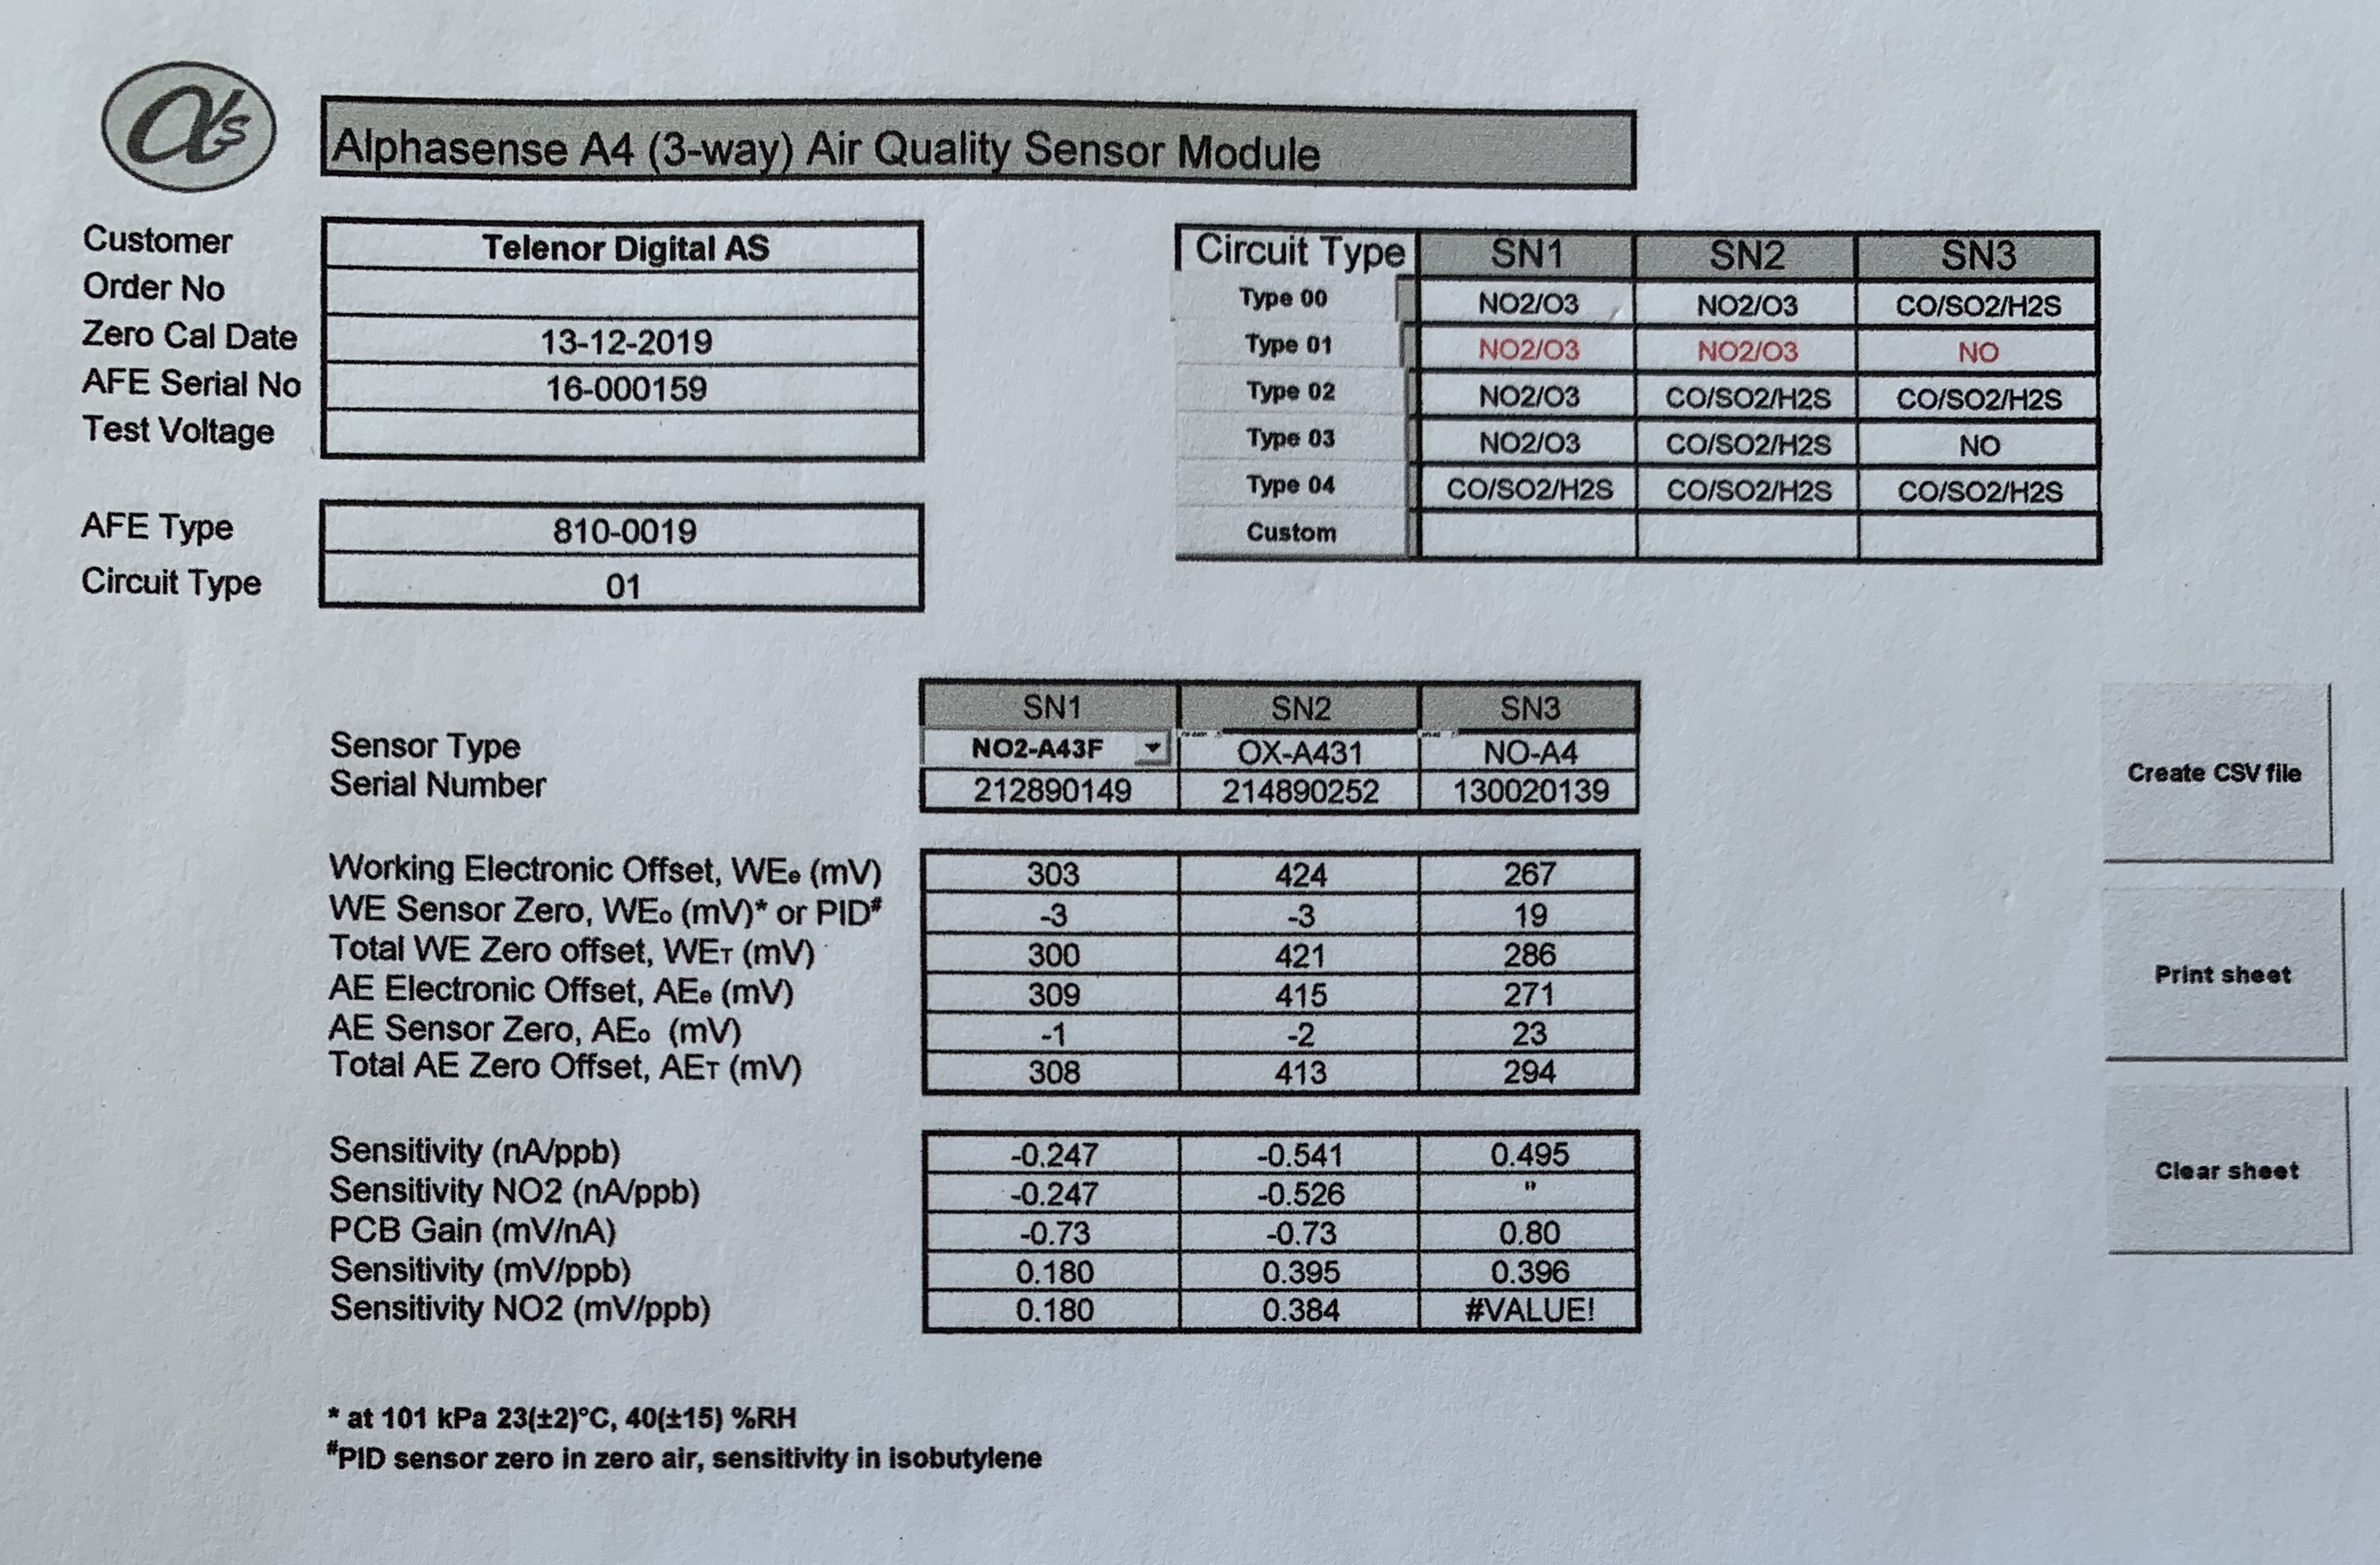 αs
Alphasense A4 (3-way) Air Quality Sensor Module
Customer Telenor Digital AS
Order No
Zero Cal Date 13-12-2019
AFE Serial No 16-000159
Test Voltage
AFE Type 810-0019
Circuit Type 01
Circuit Type SN1 SN2 SN3
Type 00 NO2/O3 NO2/O3 CO/SO2/H2S
Type 01 NO2/O3 NO2/O3 NO
Type 02 NO2/O3 CO/SO2/H2S CO/SO2/H2S
Type 03 NO2/O3 CO/SO2/H2S NO
Type 04 CO/SO2/H2S CO/SO2/H2S CO/SO2/H2S
Custom
SN1 SN2 SN3
Sensor Type NO2-A43F OX-A431 NO-A4
Serial Number 212890149 214890252 130020139
Working Electronic Offset, WEe (mV) 303 424 267
WE Sensor Zero, WEo (mV)* or PID# -3 -3 19
Total WE Zero offset, WET (mV) 300 421 286
AE Electronic Offset, AEe (mV) 309 415 271
AE Sensor Zero, AEo (mV) -1 -2 23
Total AE Zero Offset, AET (mV) 308 413 294
Sensitivity (nA/ppb) -0.247 -0.541 0.495
Sensitivity NO2 (nA/ppb) -0.247 -0.526 "
PCB Gain (mV/nA) -0.73 -0.73 0.80
Sensitivity (mV/ppb) 0.180 0.395 0.396
Sensitivity NO2 (mV/ppb) 0.180 0.384 #VALUE!
* at 101 kPa 23(±2)°C, 40(±15) %RH
#PID sensor zero in zero air, sensitivity in isobutylene
Create CSV file
Print sheet
Clear sheet